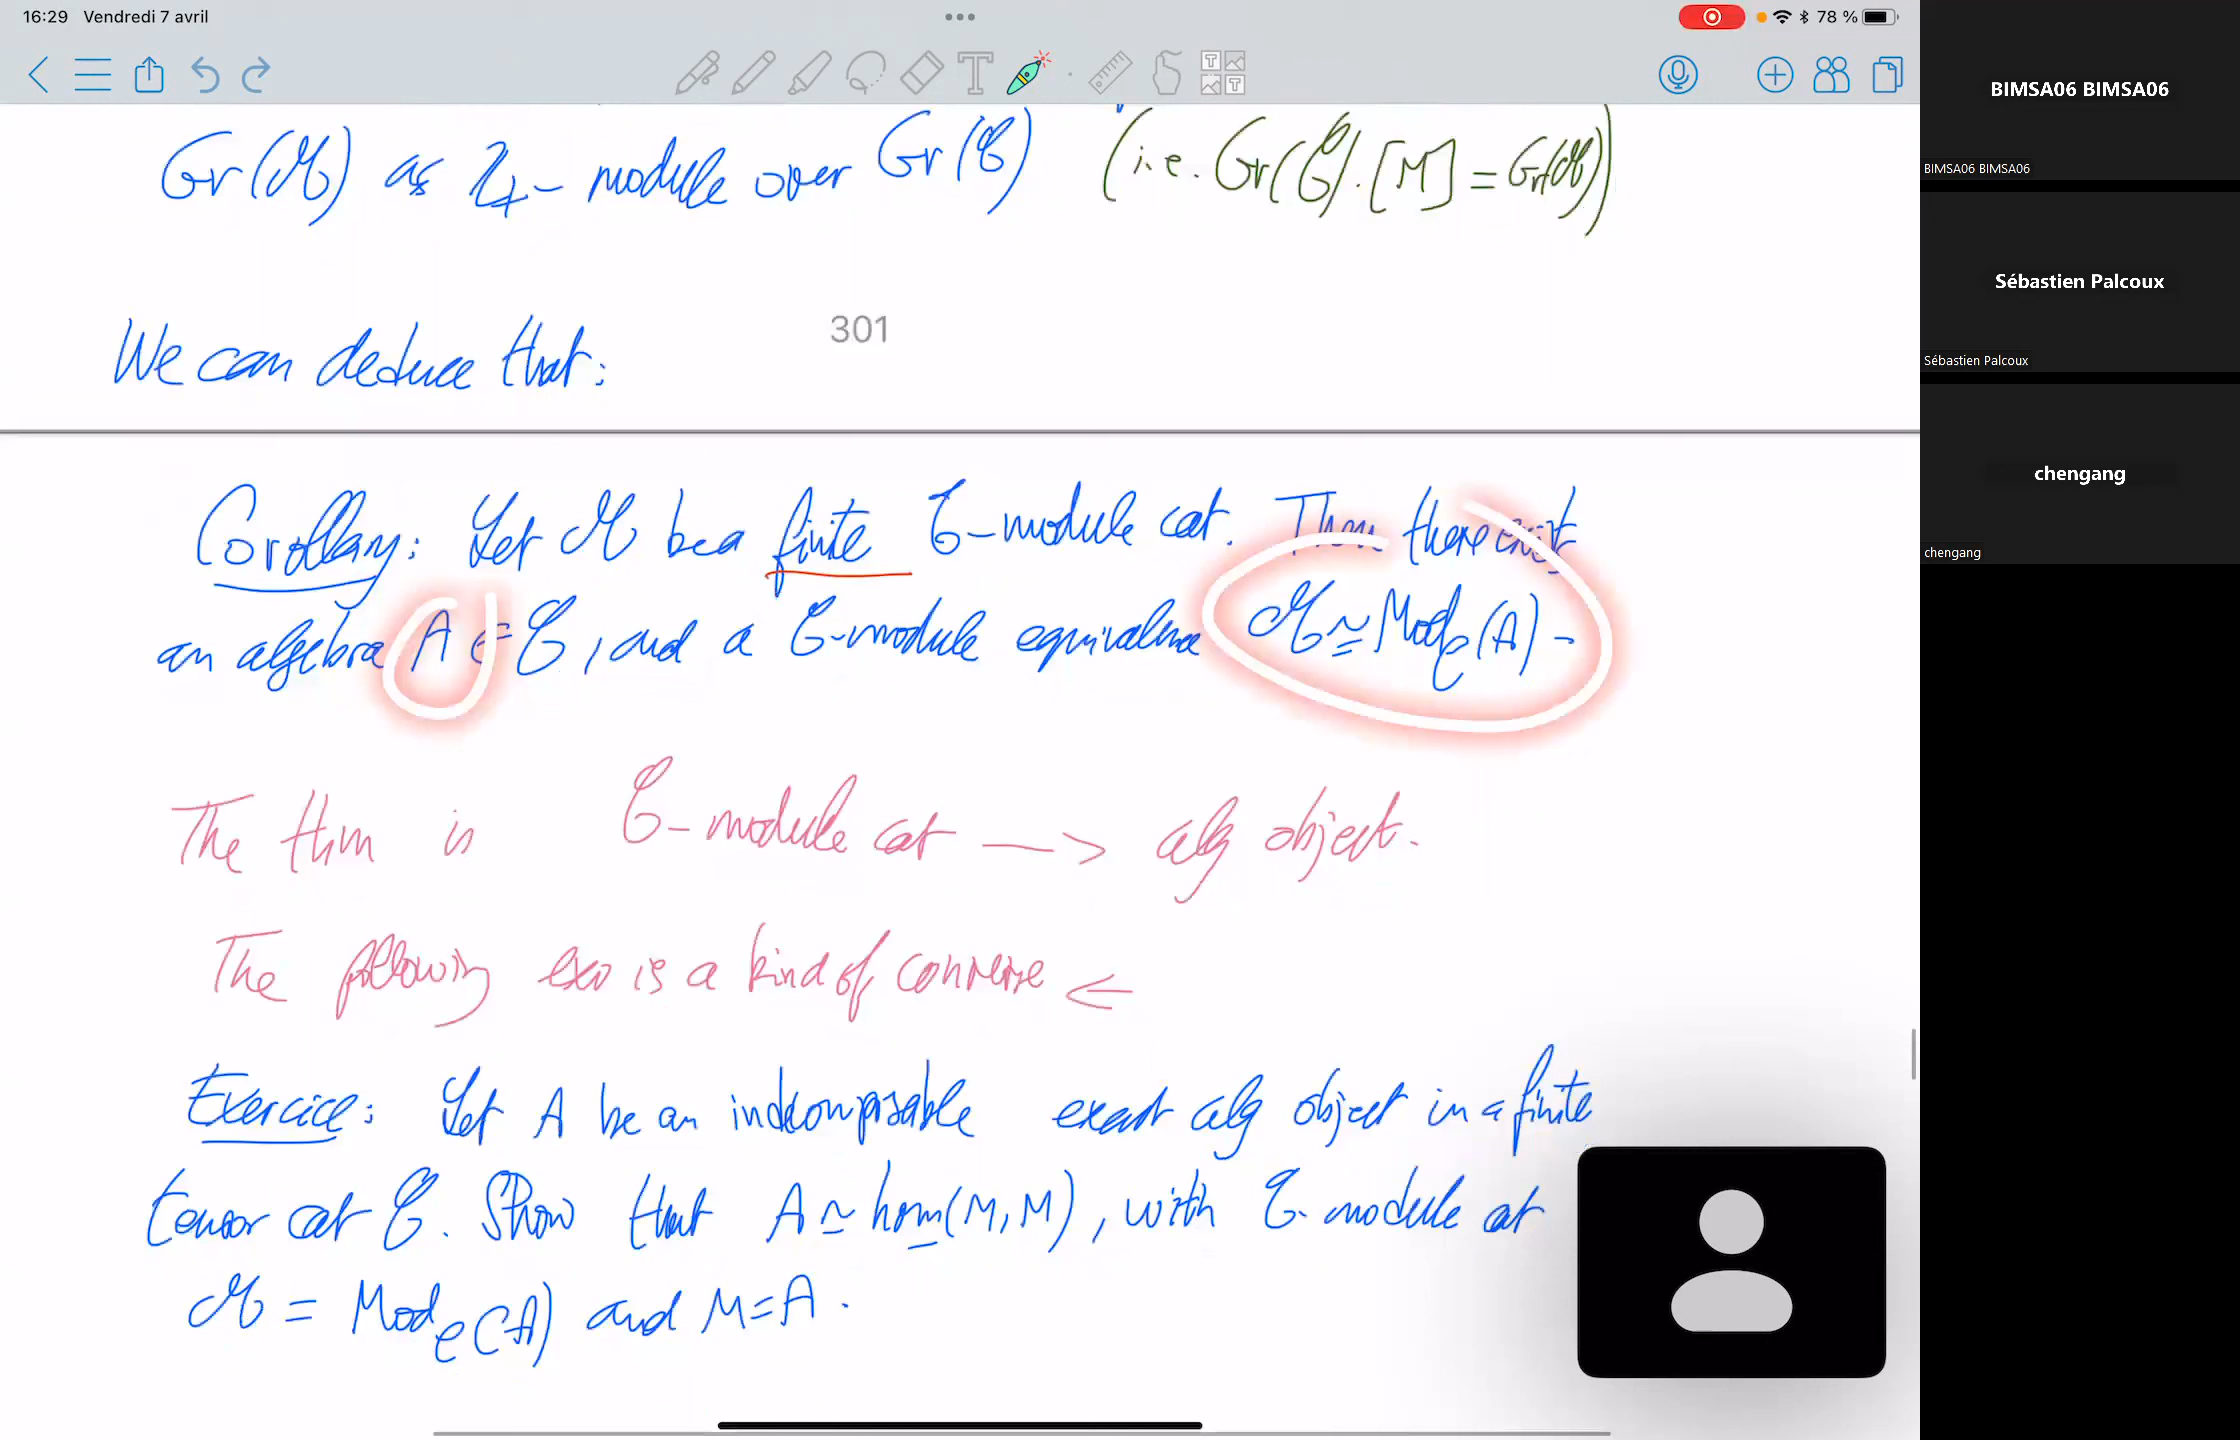 16:29 Vendredi 7 avril
78 %
Gr(ℳ) as ℤ₊- module over Gr(𝒞) (i.e. Gr(𝒞).[M] = Gr(ℳ))
301
We can deduce that:
Corollary: Let ℳ be a finite 𝒞-module cat. Then there exist
an algebra A ∈ 𝒞, and a 𝒞-module equivalence ℳ ≃ Mod_𝒞(A) -
The thm is 𝒞-module cat —> alg object.
The following exo is a kind of converse <=
Exercice: Let A be an indecomposable exact alg object in a finite
tensor cat 𝒞. Show that A ≃ hom(M,M), with 𝒞-module cat
ℳ = Mod_𝒞(A) and M=A.
BIMSA06 BIMSA06
BIMSA06 BIMSA06
Sébastien Palcoux
Sébastien Palcoux
chengang
chengang